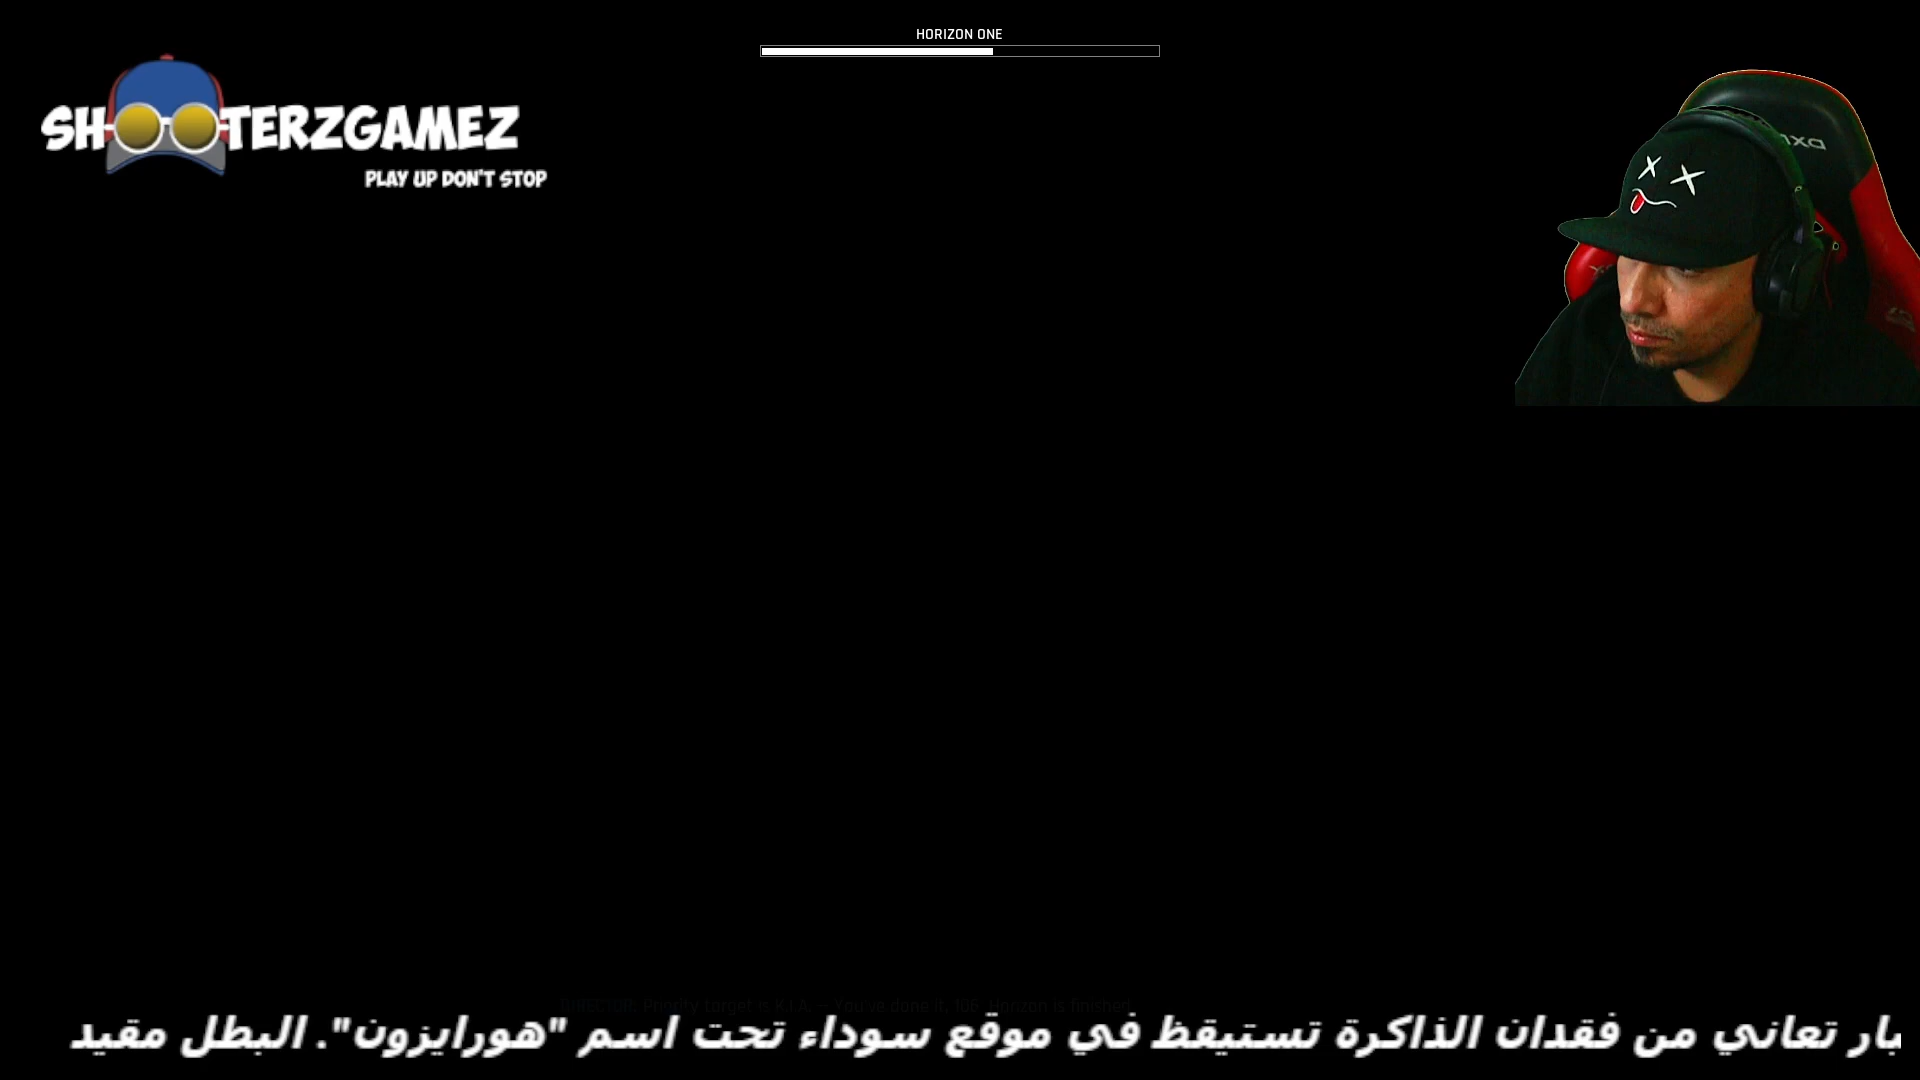 HORIZON ONE
SHOOTERZGAMEZ
PLAY UP DON'T STOP
DIRECTOR: Priority target is K.I.A. — You've done it, 106. Horizon is finished.
بار تعاني من فقدان الذاكرة تستيقظ في موقع سوداء تحت اسم "هورايزون". البطل مقيد